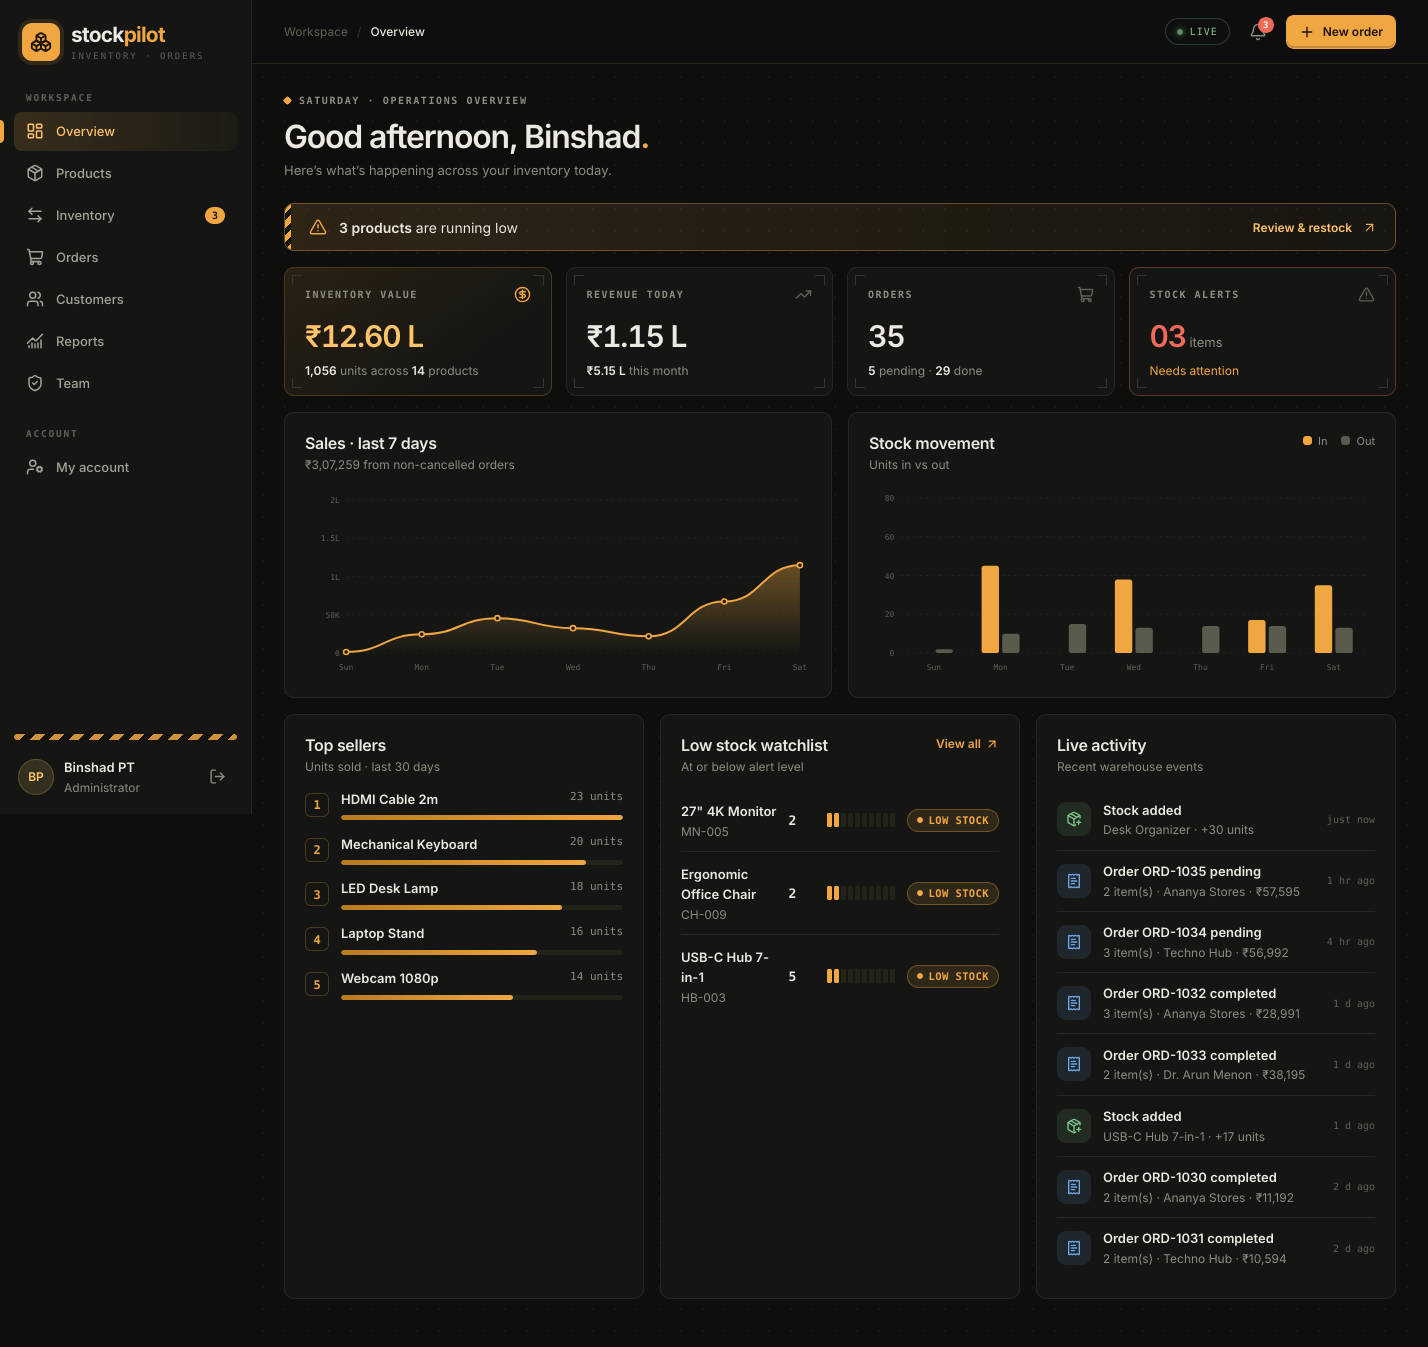 stockpilot
INVENTORY · ORDERS
WORKSPACE
Overview
Products
Inventory 3
Orders
Customers
Reports
Team
ACCOUNT
My account
BP
Binshad PT
Administrator
Workspace / Overview
LIVE
3
New order
SATURDAY · OPERATIONS OVERVIEW
Good afternoon, Binshad.
Here's what's happening across your inventory today.
3 products are running low
Review & restock
INVENTORY VALUE
₹12.60 L
1,056 units across 14 products
REVENUE TODAY
₹1.15 L
₹5.15 L this month
ORDERS
35
5 pending · 29 done
STOCK ALERTS
03 items
Needs attention
Sales · last 7 days
₹3,07,259 from non-cancelled orders
2L
1.5L
1L
50K
0
Sun Mon Tue Wed Thu Fri Sat
Stock movement
Units in vs out
In Out
80
60
40
20
0
Sun Mon Tue Wed Thu Fri Sat
Top sellers
Units sold · last 30 days
1 HDMI Cable 2m 23 units
2 Mechanical Keyboard 20 units
3 LED Desk Lamp 18 units
4 Laptop Stand 16 units
5 Webcam 1080p 14 units
Low stock watchlist
View all
At or below alert level
27" 4K Monitor
MN-005
2
LOW STOCK
Ergonomic
Office Chair
CH-009
2
LOW STOCK
USB-C Hub 7-
in-1
HB-003
5
LOW STOCK
Live activity
Recent warehouse events
Stock added
Desk Organizer · +30 units
just now
Order ORD-1035 pending
2 item(s) · Ananya Stores · ₹57,595
1 hr ago
Order ORD-1034 pending
3 item(s) · Techno Hub · ₹56,992
4 hr ago
Order ORD-1032 completed
3 item(s) · Ananya Stores · ₹28,991
1 d ago
Order ORD-1033 completed
2 item(s) · Dr. Arun Menon · ₹38,195
1 d ago
Stock added
USB-C Hub 7-in-1 · +17 units
1 d ago
Order ORD-1030 completed
2 item(s) · Ananya Stores · ₹11,192
2 d ago
Order ORD-1031 completed
2 item(s) · Techno Hub · ₹10,594
2 d ago